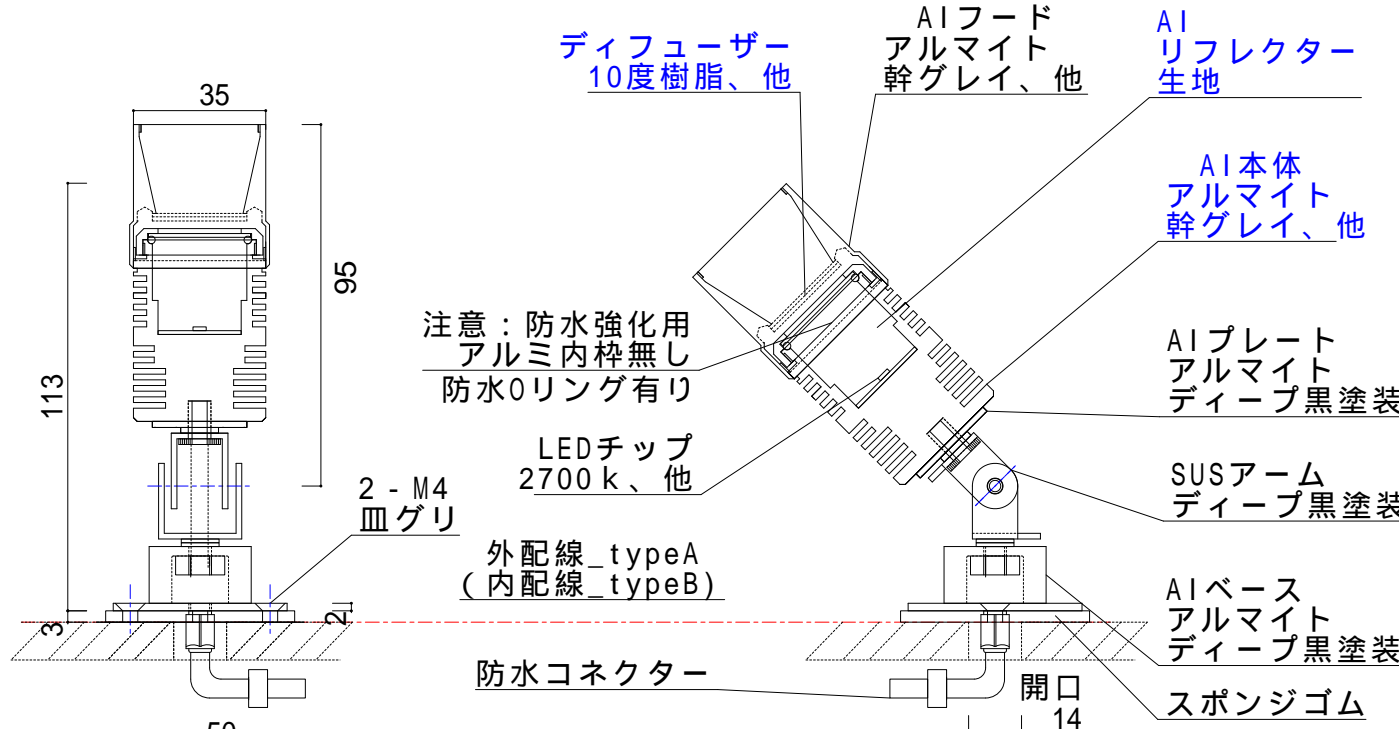 35
95
113
3
2
2 - M4
皿グリ
ディフューザー
10度樹脂、他
AIフード
アルマイト
幹グレイ、他
AI
リフレクター
生地
AI本体
アルマイト
幹グレイ、他
注意：防水強化用
アルミ内枠無し
防水Oリング有り
LEDチップ
2700ｋ、他
AIプレート
アルマイト
ディープ黒塗装
SUSアーム
ディープ黒塗装
外配線_typeA
(内配線_typeB)
AIベース
アルマイト
ディープ黒塗装
防水コネクター
スポンジゴム
開口
14